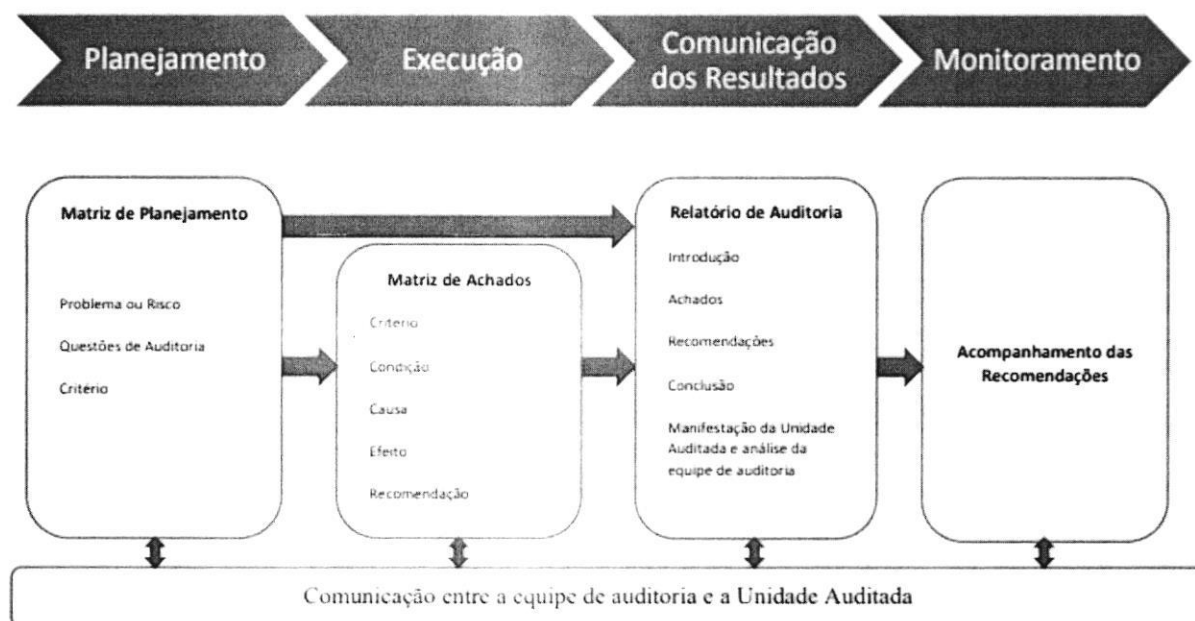 Planejamento
Execução
Comunicação
dos Resultados
Monitoramento
Matriz de Planejamento
Problema ou Risco
Questões de Auditoria
Critério
Matriz de Achados
Critério
Condição
Causa
Efeito
Recomendação
Relatório de Auditoria
Introdução
Achados
Recomendações
Conclusão
Manifestação da Unidade
Auditada e análise da
equipe de auditoria
Acompanhamento das
Recomendações
Comunicação entre a equipe de auditoria e a Unidade Auditada